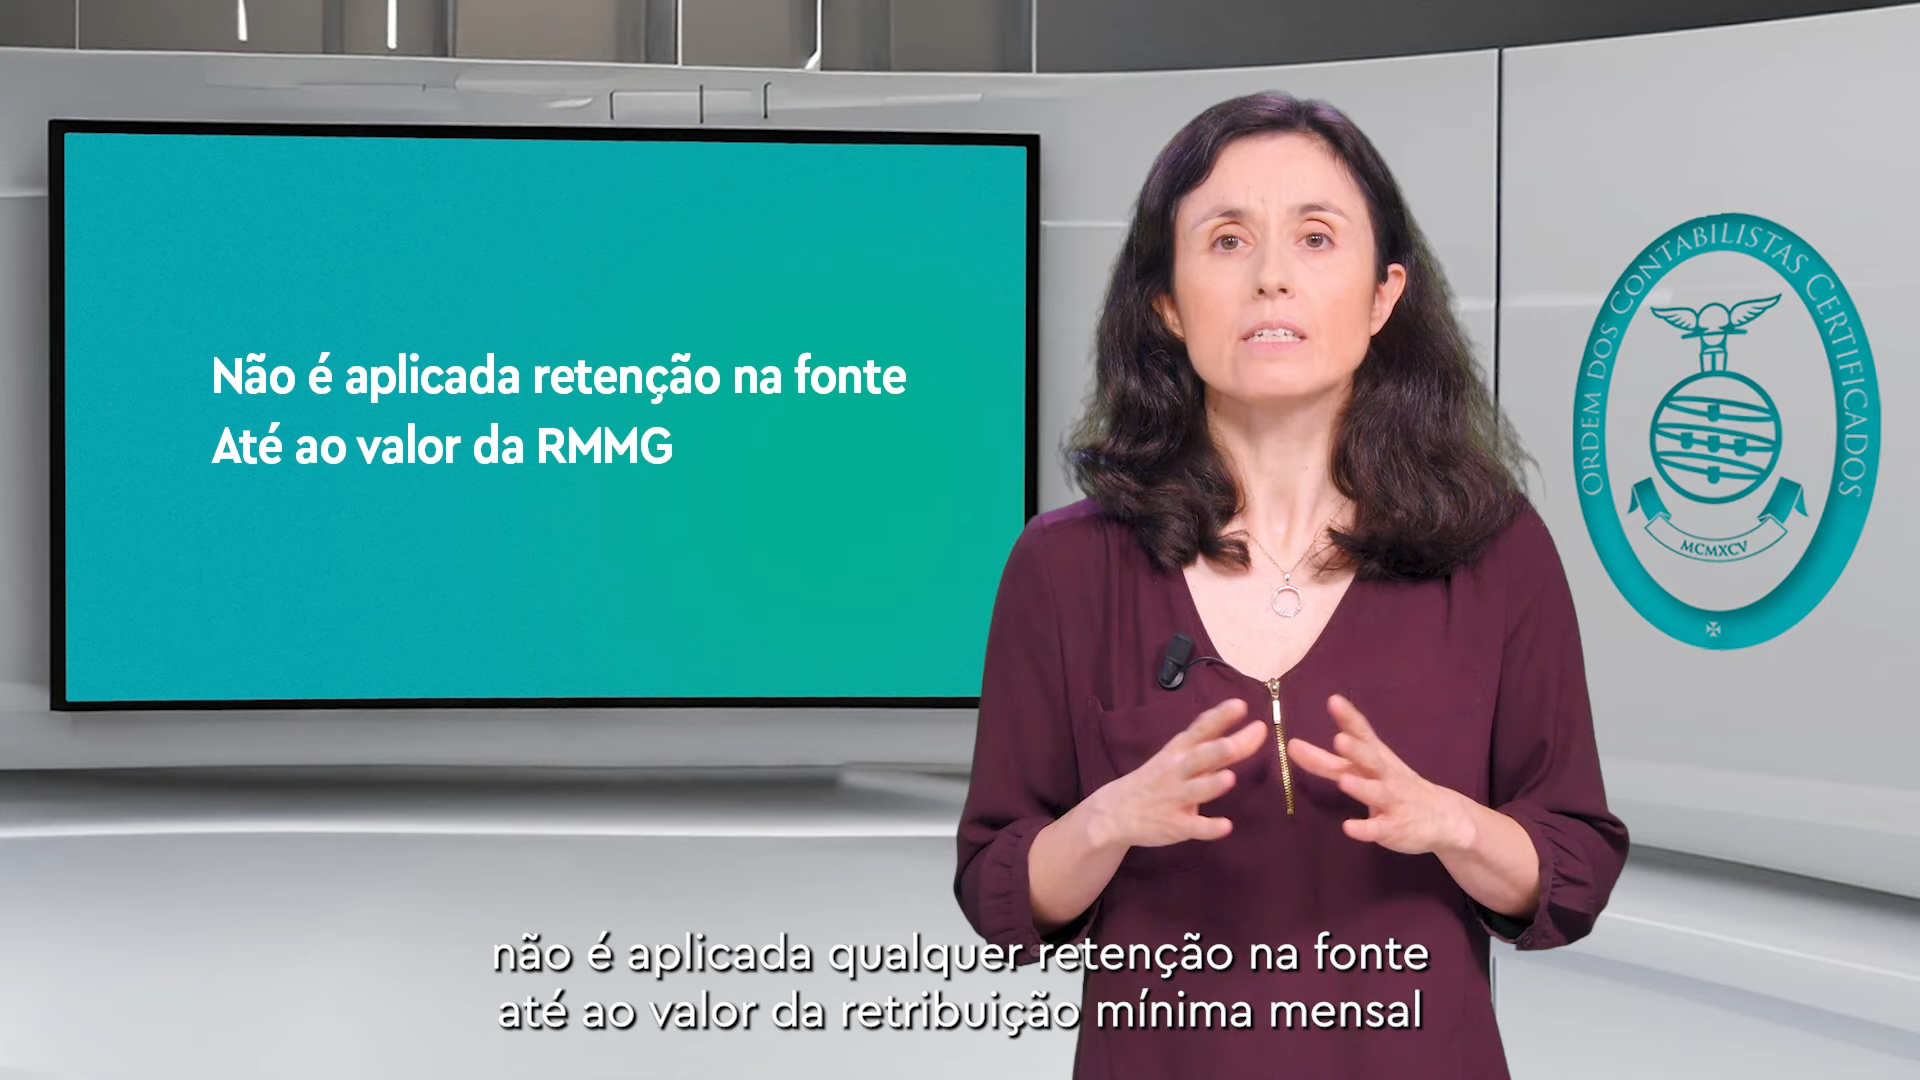 Não é aplicada retenção na fonte
Até ao valor da RMMG
ORDEM DOS CONTABILISTAS CERTIFICADOS
MCMXCV
não é aplicada qualquer retenção na fonte
até ao valor da retribuição mínima mensal